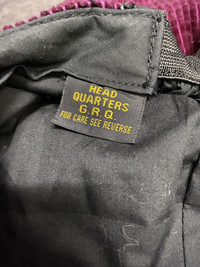 HEAD
QUARTERS
G.R.Q.
FOR CARE SEE REVERSE